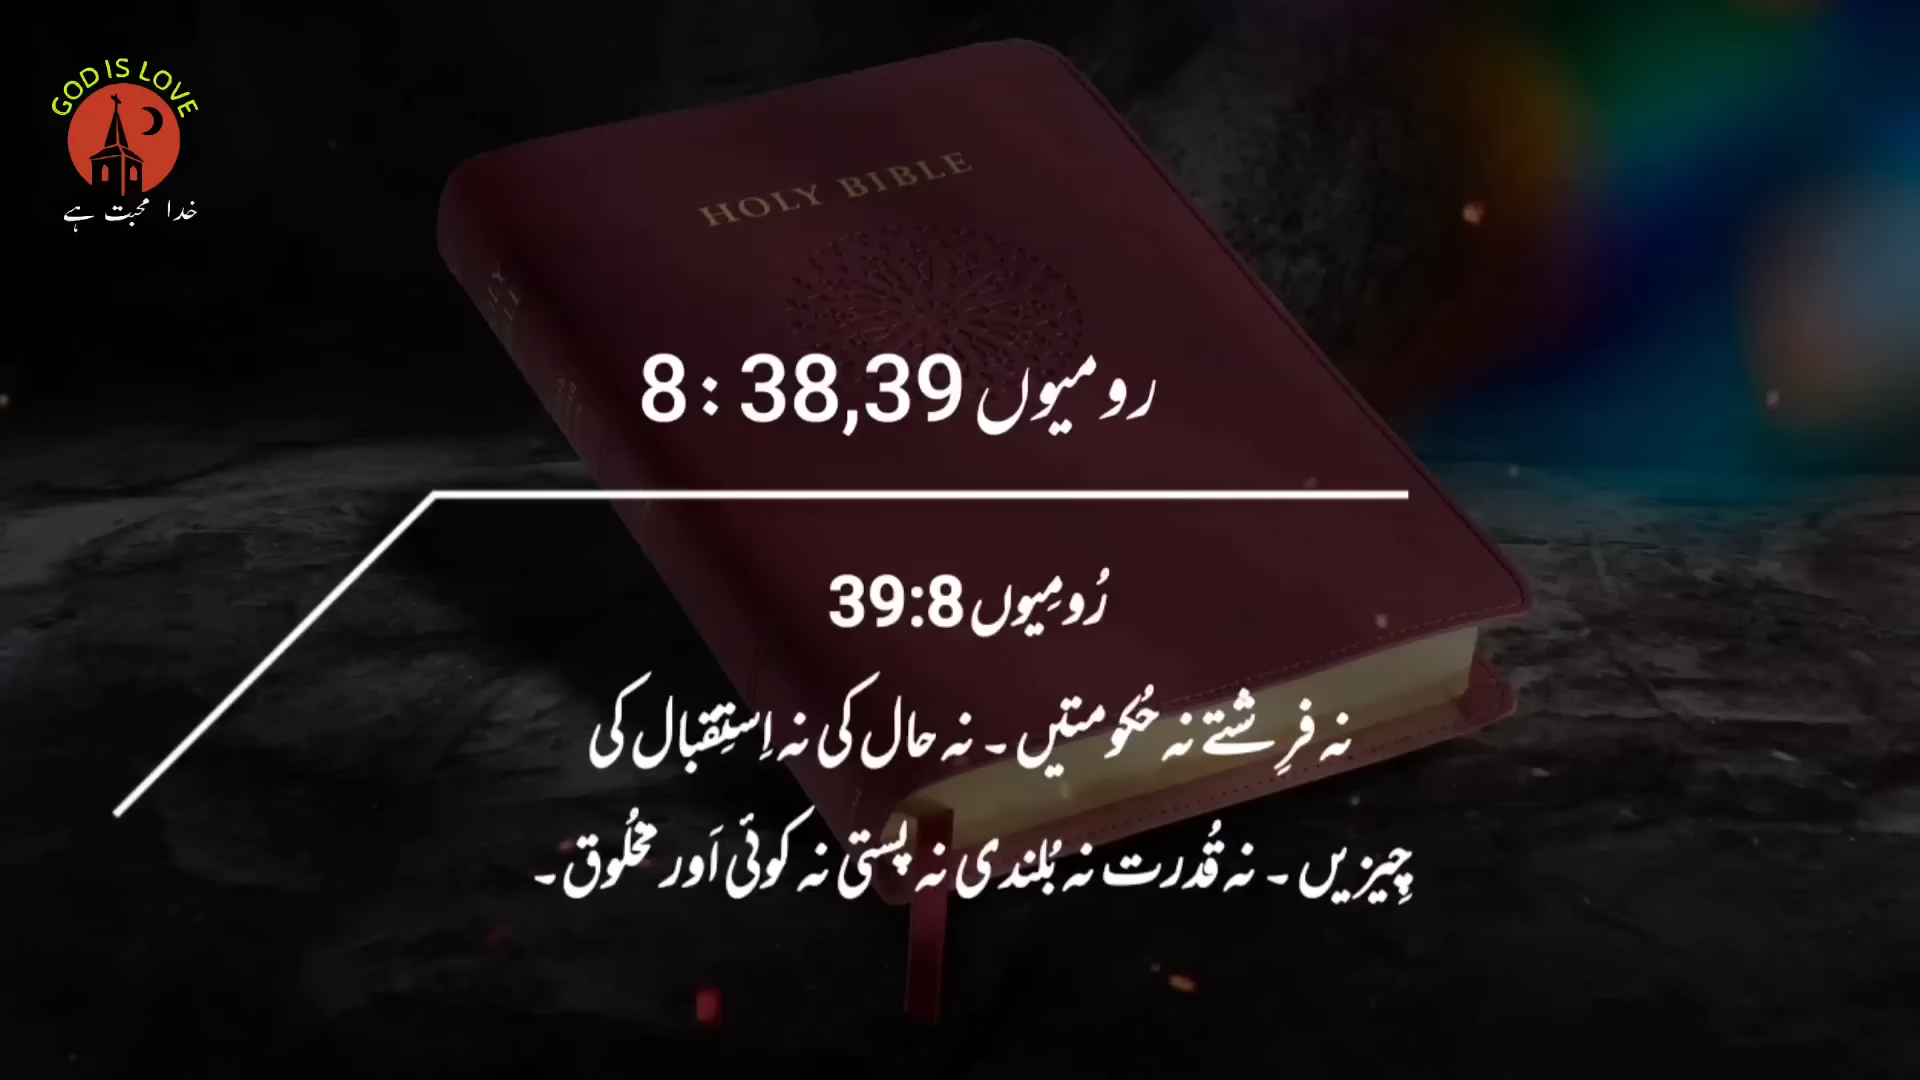 GOD IS LOVE
خدا محبت ہے
HOLY BIBLE
رومیوں 8 : 38,39
رُومِیوں 39:8
نہ فرِشتے نہ حُکومتیں ۔ نہ حال کی نہ اِستِقبال کی
چِیزیں ۔ نہ قُدرت نہ بُلندی نہ پستی نہ کوئی اَور مخلُوق ۔